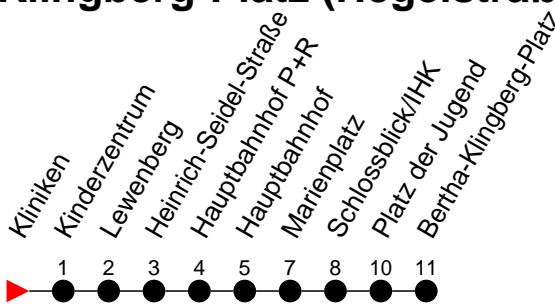 Klingberg-Platz (Hegelstraß
Kliniken
Kinderzentrum
Lewenberg
Heinrich-Seidel-Straße
Hauptbahnhof P+R
Hauptbahnhof
Marienplatz
Schlossblick/IHK
Platz der Jugend
Bertha-Klingberg-Platz
1 2 3 4 5 7 8 10 11